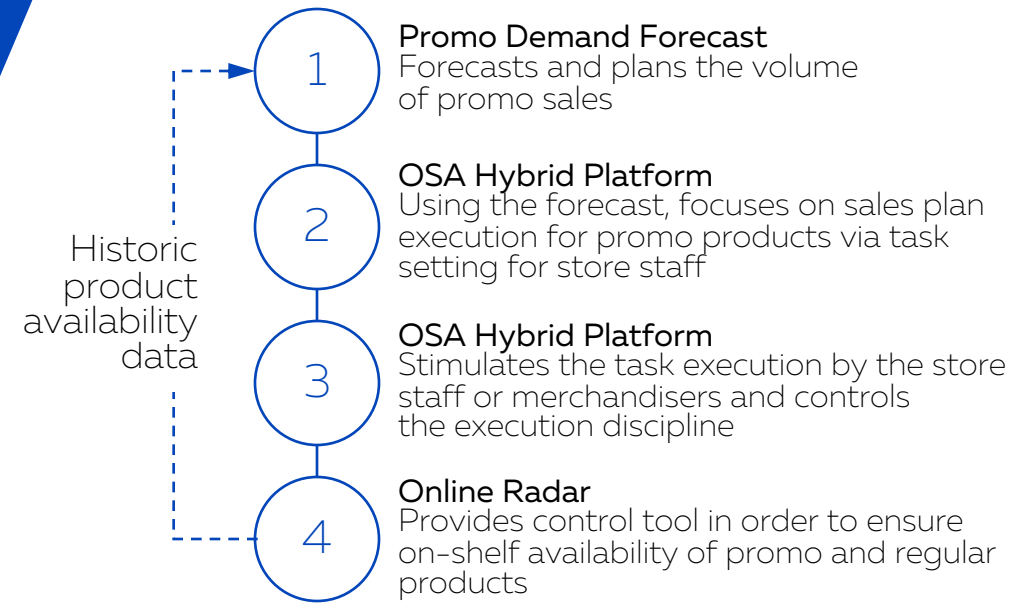 1
Promo Demand Forecast
Forecasts and plans the volume
of promo sales
2
OSA Hybrid Platform
Using the forecast, focuses on sales plan
execution for promo products via task
setting for store staff
Historic
product
availability
data
3
OSA Hybrid Platform
Stimulates the task execution by the store
staff or merchandisers and controls
the execution discipline
4
Online Radar
Provides control tool in order to ensure
on-shelf availability of promo and regular
products